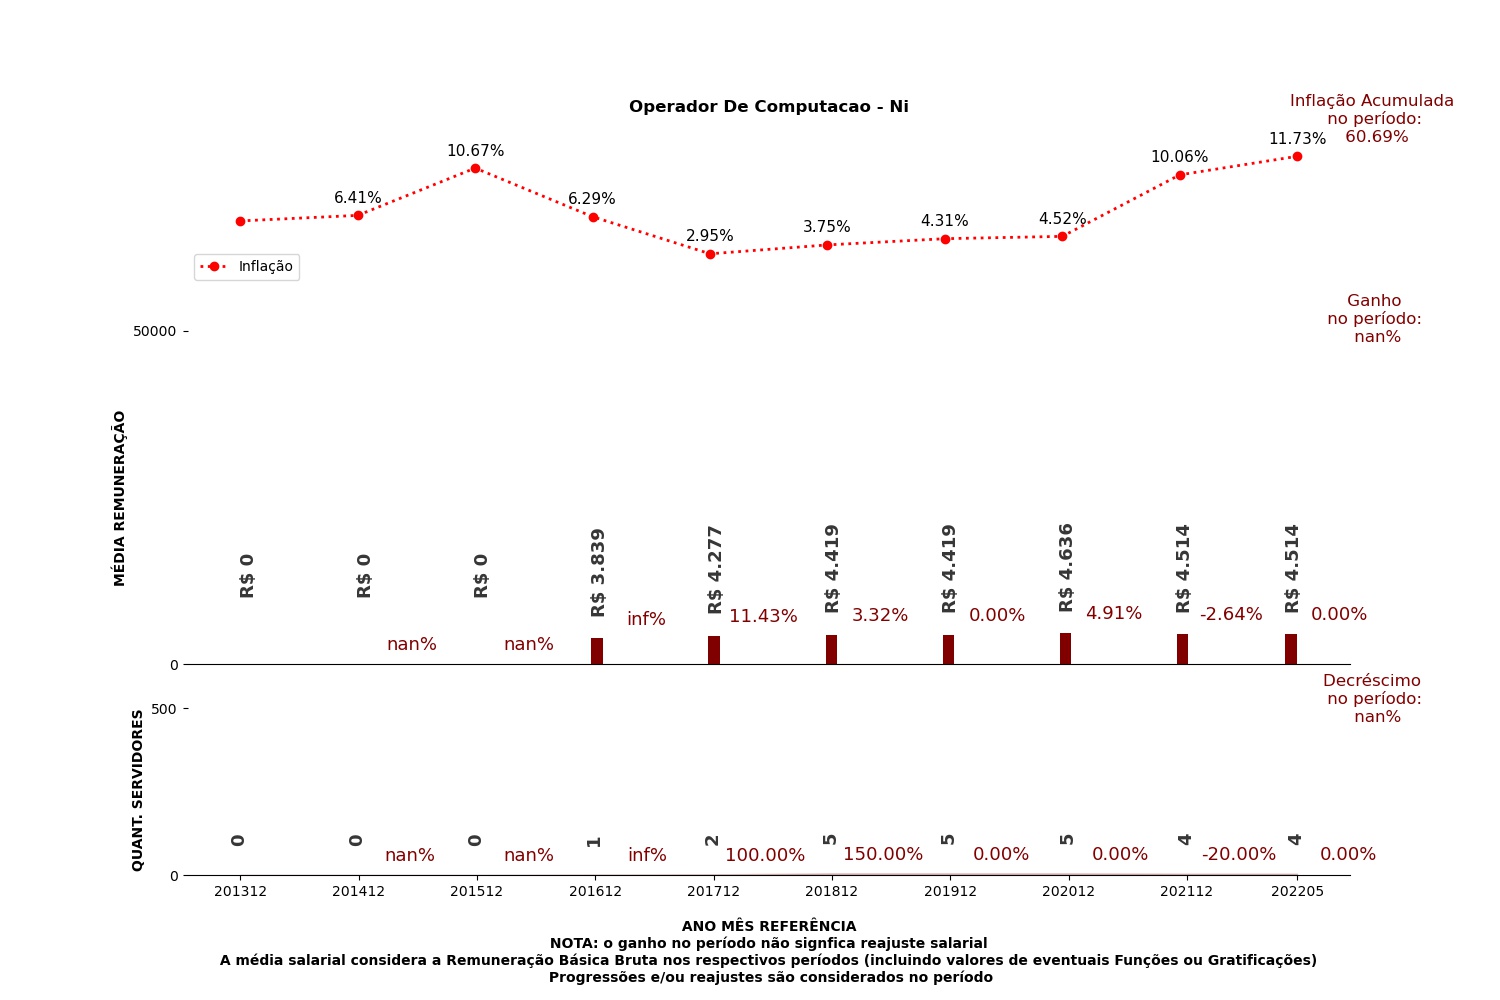 Operador De Computacao - Ni
Inflação Acumulada
no período:
60.69%
6.41%
10.67%
6.29%
2.95%
3.75%
4.31%
4.52%
10.06%
11.73%
Inflação
Ganho
no período:
nan%
50000
0
MÉDIA REMUNERAÇÃO
R$ 0
R$ 0
R$ 0
R$ 3.839
R$ 4.277
R$ 4.419
R$ 4.419
R$ 4.636
R$ 4.514
R$ 4.514
nan%
nan%
inf%
11.43%
3.32%
0.00%
4.91%
-2.64%
0.00%
Decréscimo
no período:
nan%
500
0
QUANT. SERVIDORES
0
0
0
1
2
5
5
5
4
4
nan%
nan%
inf%
100.00%
150.00%
0.00%
0.00%
-20.00%
0.00%
201312
201412
201512
201612
201712
201812
201912
202012
202112
202205
ANO MÊS REFERÊNCIA
NOTA: o ganho no período não signfica reajuste salarial
A média salarial considera a Remuneração Básica Bruta nos respectivos períodos (incluindo valores de eventuais Funções ou Gratificações)
Progressões e/ou reajustes são considerados no período